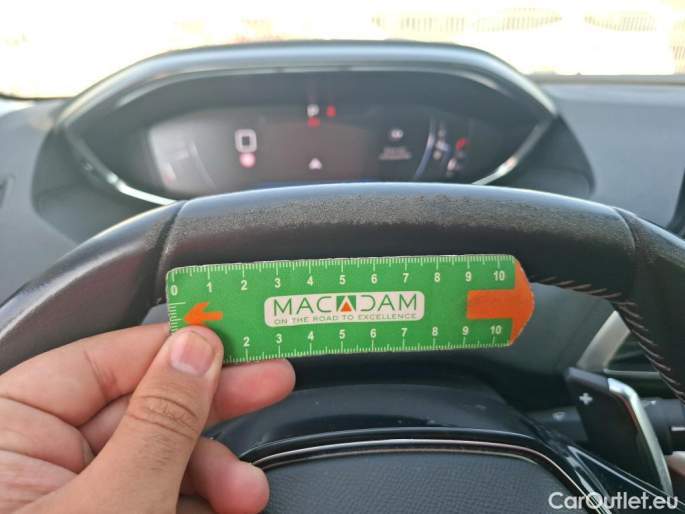 P
0 1 2 3 4 5 6 7 8 9 10
MACADAM
ON THE ROAD TO EXCELLENCE
2 3 4 5 6 7 8 9 10
+
CarOutlet.eu